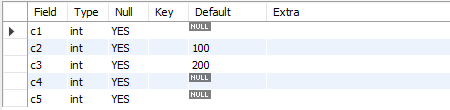 Field Type Null Key Default Extra
c1 int YES NULL
c2 int YES 100
c3 int YES 200
c4 int YES NULL
c5 int YES NULL